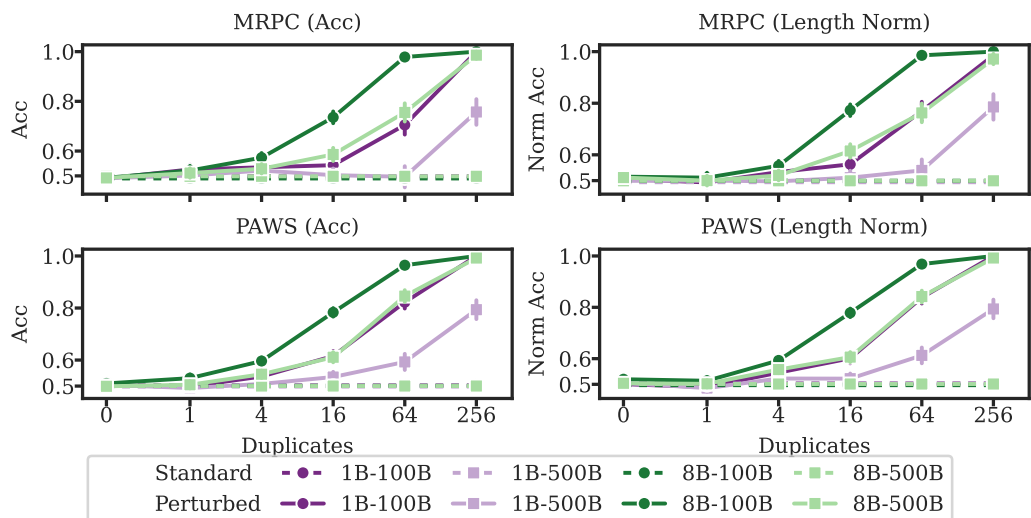 MRPC (Acc)
MRPC (Length Norm)
1.0
0.8
0.6
0.5
Acc
1.0
0.8
0.6
0.5
Norm Acc
PAWS (Acc)
PAWS (Length Norm)
1.0
0.8
0.6
0.5
Acc
1.0
0.8
0.6
0.5
Norm Acc
0 1 4 16 64 256
0 1 4 16 64 256
Duplicates
Duplicates
Standard 1B-100B 1B-500B 8B-100B 8B-500B
Perturbed 1B-100B 1B-500B 8B-100B 8B-500B